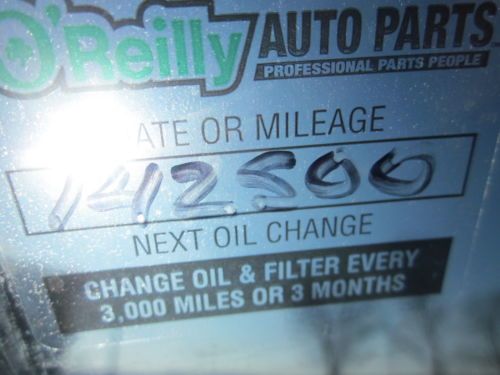 O'Reilly AUTO PARTS
PROFESSIONAL PARTS PEOPLE
ATE OR MILEAGE
142500
NEXT OIL CHANGE
CHANGE OIL & FILTER EVERY
3,000 MILES OR 3 MONTHS